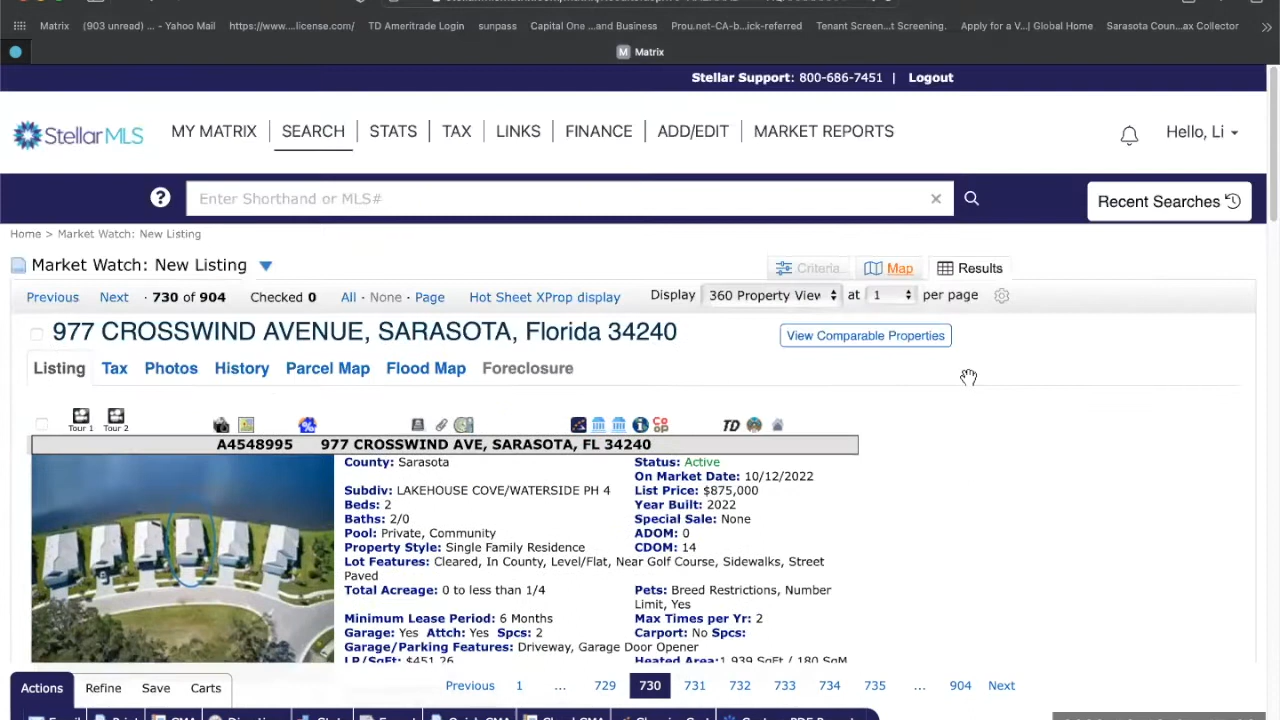 Matrix (903 unread) ... - Yahoo Mail https://www....license.com/ TD Ameritrade Login sunpass Capital One ...and Business Prou.net-CA-b...ick-referred Tenant Screen...t Screening. Apply for a V...| Global Home Sarasota Coun...ax Collector
M Matrix
Stellar Support: 800-686-7451 | Logout
StellarMLS MY MATRIX SEARCH STATS TAX LINKS FINANCE ADD/EDIT MARKET REPORTS Hello, Li
? Enter Shorthand or MLS# Recent Searches
Home > Market Watch: New Listing
Market Watch: New Listing Criteria Map Results
Previous Next · 730 of 904 Checked 0 All · None · Page Hot Sheet XProp display Display 360 Property View at 1 per page
977 CROSSWIND AVENUE, SARASOTA, Florida 34240 View Comparable Properties
Listing Tax Photos History Parcel Map Flood Map Foreclosure
Tour 1 Tour 2 TD
A4548995 977 CROSSWIND AVE, SARASOTA, FL 34240
County: Sarasota Status: Active
On Market Date: 10/12/2022
Subdiv: LAKEHOUSE COVE/WATERSIDE PH 4 List Price: $875,000
Beds: 2 Year Built: 2022
Baths: 2/0 Special Sale: None
Pool: Private, Community ADOM: 0
Property Style: Single Family Residence CDOM: 14
Lot Features: Cleared, In County, Level/Flat, Near Golf Course, Sidewalks, Street
Paved
Total Acreage: 0 to less than 1/4 Pets: Breed Restrictions, Number
Limit, Yes
Minimum Lease Period: 6 Months Max Times per Yr: 2
Garage: Yes Attch: Yes Spcs: 2 Carport: No Spcs:
Garage/Parking Features: Driveway, Garage Door Opener
LP/SqFt: $451.26 Heated Area: 1,939 SqFt / 180 SqM
Actions Refine Save Carts Previous 1 ... 729 730 731 732 733 734 735 ... 904 Next